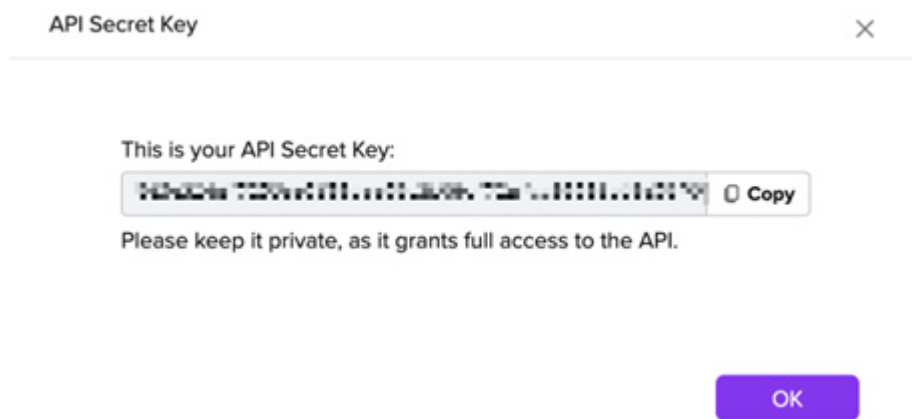 API Secret Key
This is your API Secret Key:
Copy
Please keep it private, as it grants full access to the API.
OK